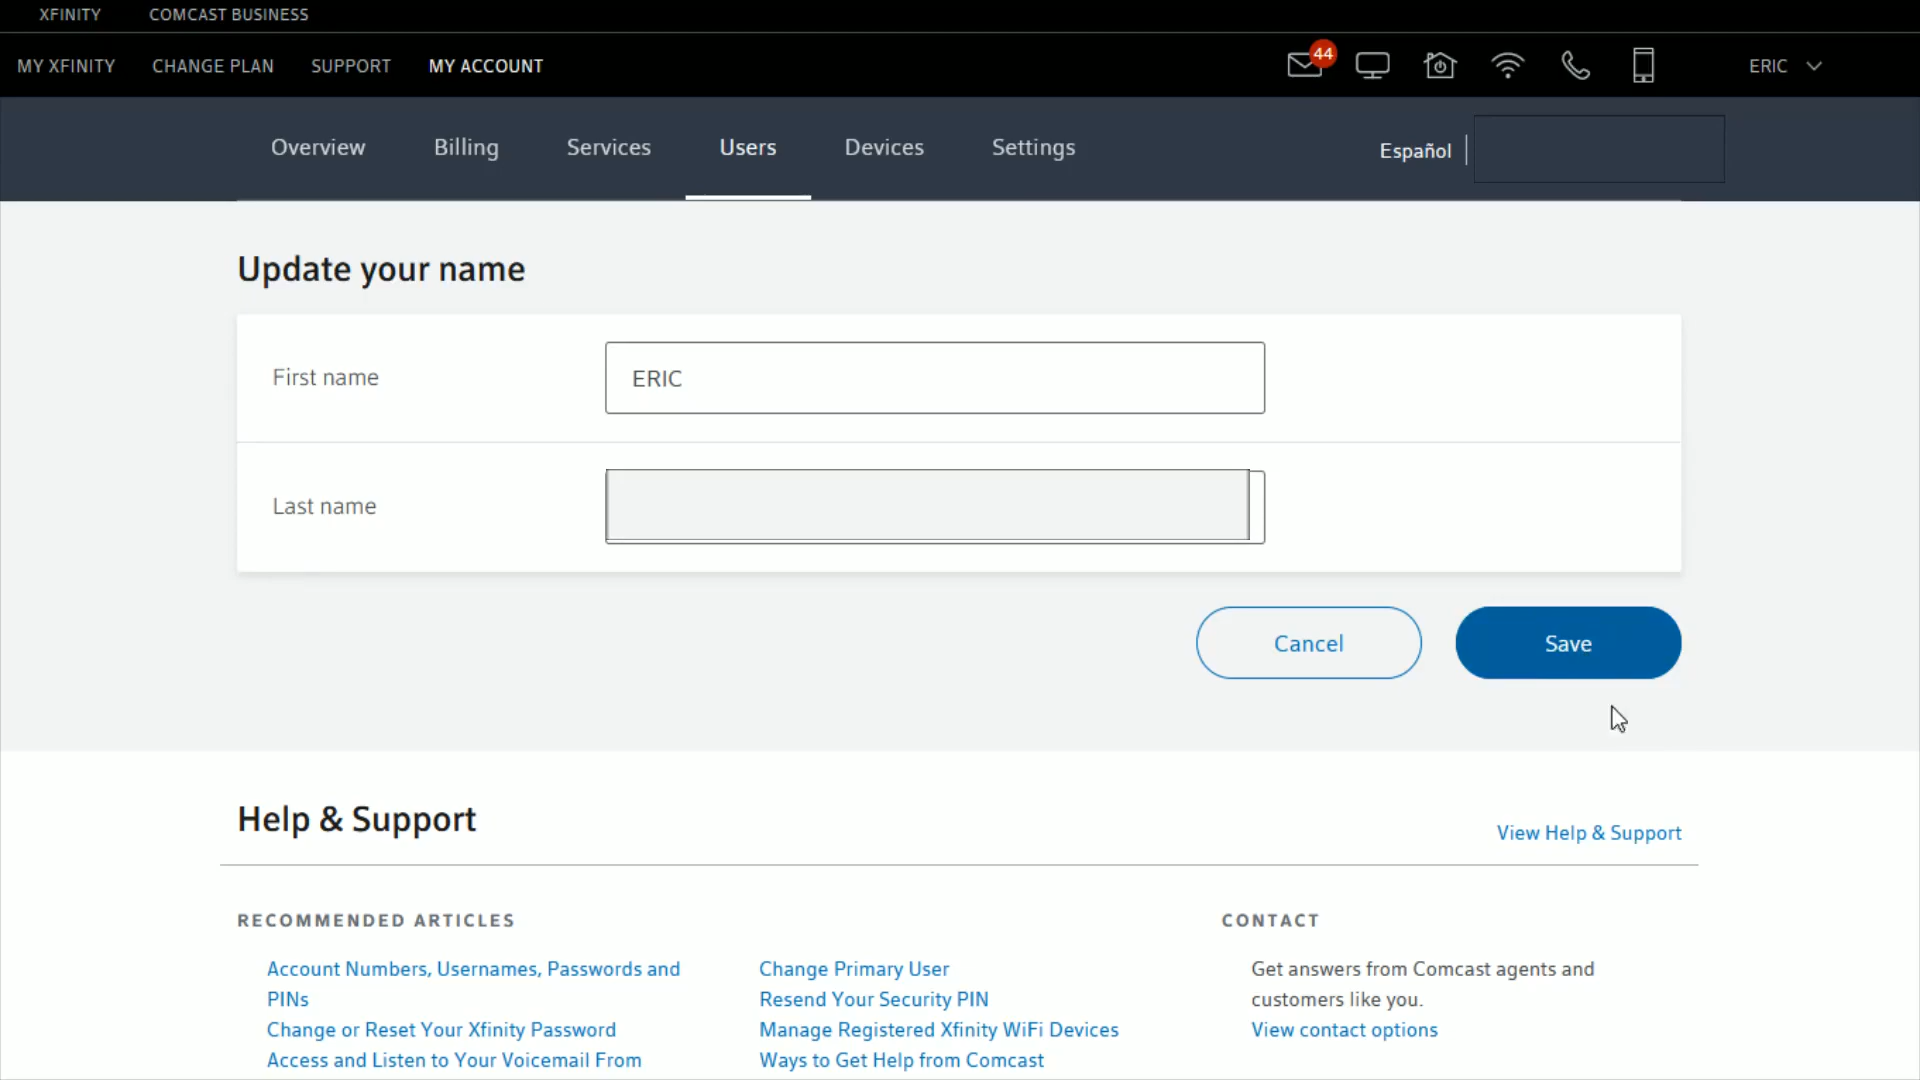 XFINITY COMCAST BUSINESS
MY XFINITY CHANGE PLAN SUPPORT MY ACCOUNT 44 ERIC
Overview Billing Services Users Devices Settings Español
Update your name
First name ERIC
Last name
Cancel Save
Help & Support
View Help & Support
RECOMMENDED ARTICLES
Account Numbers, Usernames, Passwords and
PINs
Change or Reset Your Xfinity Password
Access and Listen to Your Voicemail From
Change Primary User
Resend Your Security PIN
Manage Registered Xfinity WiFi Devices
Ways to Get Help from Comcast
CONTACT
Get answers from Comcast agents and
customers like you.
View contact options